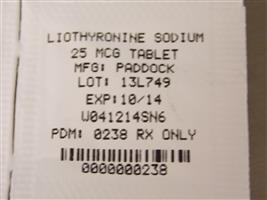 LIOTHYRONINE SODIUM
25 MCG TABLET
MFG: PADDOCK
LOT: 13L749
EXP:10/14
W041214SN6
PDM: 0238 RX ONLY
0000000238